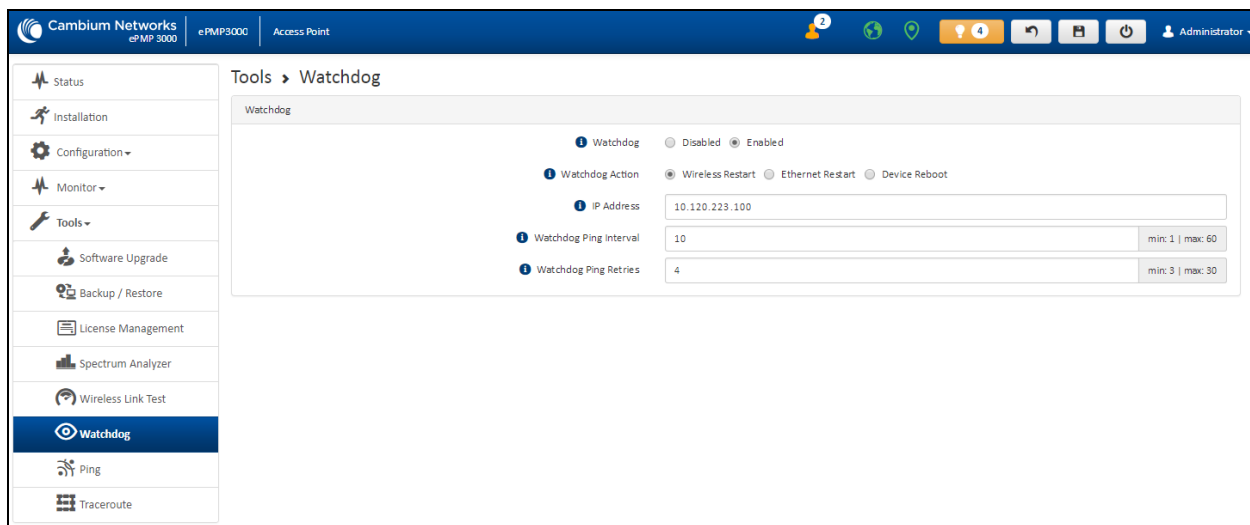 Cambium Networks
ePMP 3000
ePMP3000
Access Point
2
4
Administrator
Status
Installation
Configuration
Monitor
Tools
Software Upgrade
Backup / Restore
License Management
Spectrum Analyzer
Wireless Link Test
Watchdog
Ping
Traceroute
Tools > Watchdog
Watchdog
Watchdog Disabled Enabled
Watchdog Action Wireless Restart Ethernet Restart Device Reboot
IP Address 10.120.223.100
Watchdog Ping Interval 10 min: 1 | max: 60
Watchdog Ping Retries 4 min: 3 | max: 30